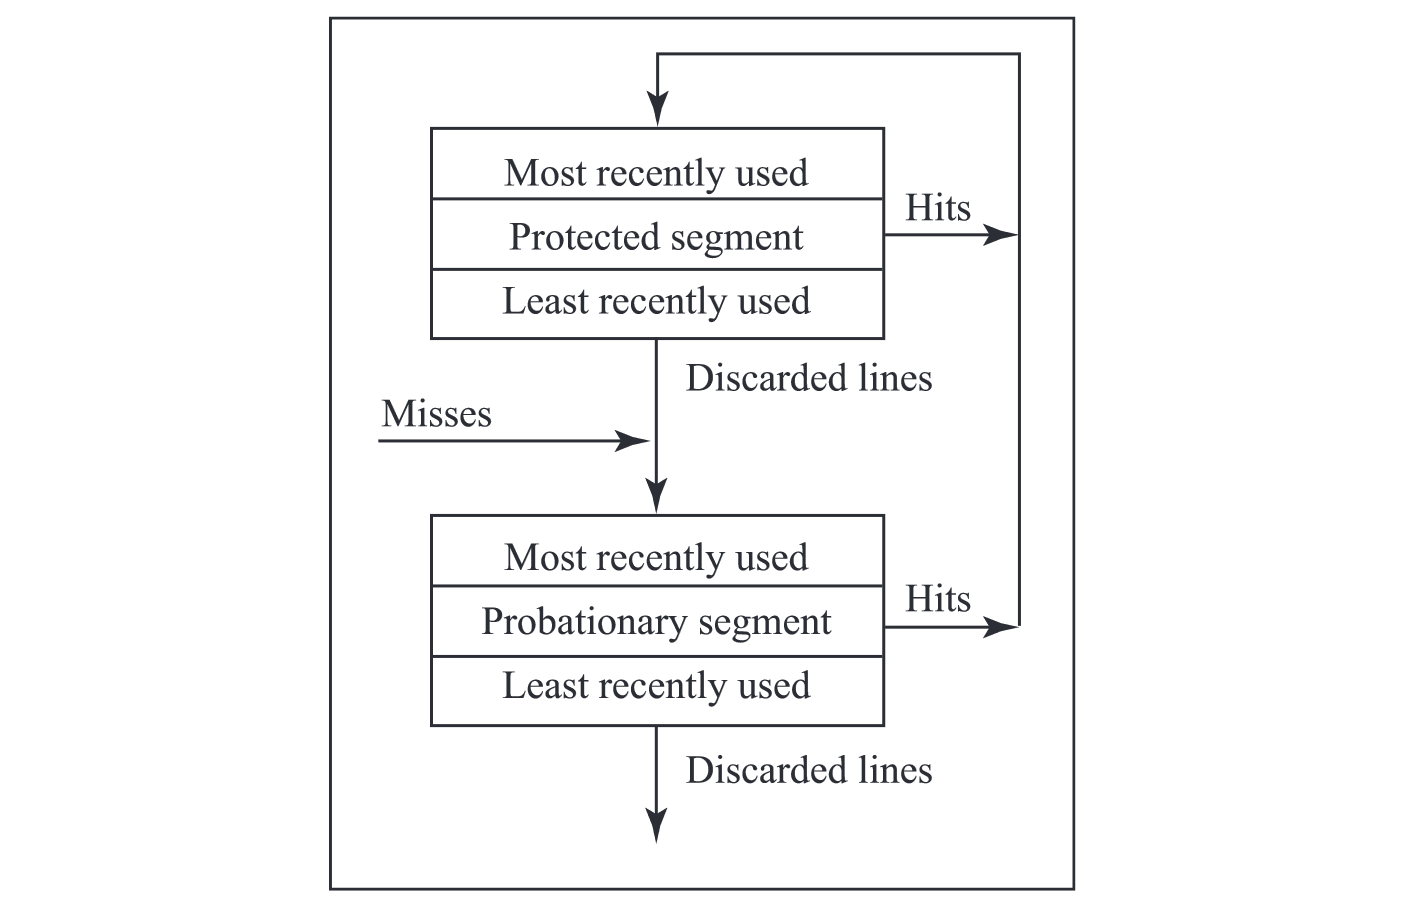 Most recently used
Hits
Protected segment
Least recently used
Discarded lines
Misses
Most recently used
Hits
Probationary segment
Least recently used
Discarded lines